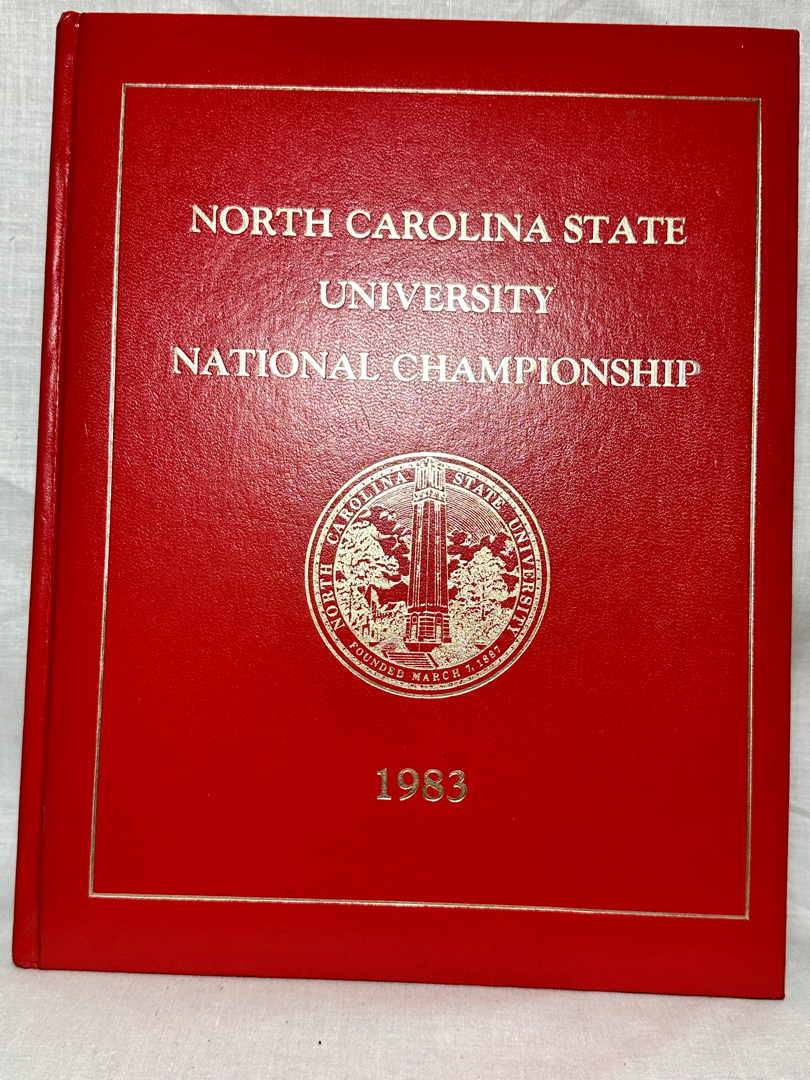 NORTH CAROLINA STATE
UNIVERSITY
NATIONAL CHAMPIONSHIP
NORTH CAROLINA STATE UNIVERSITY
FOUNDED MARCH 7, 1887
1983